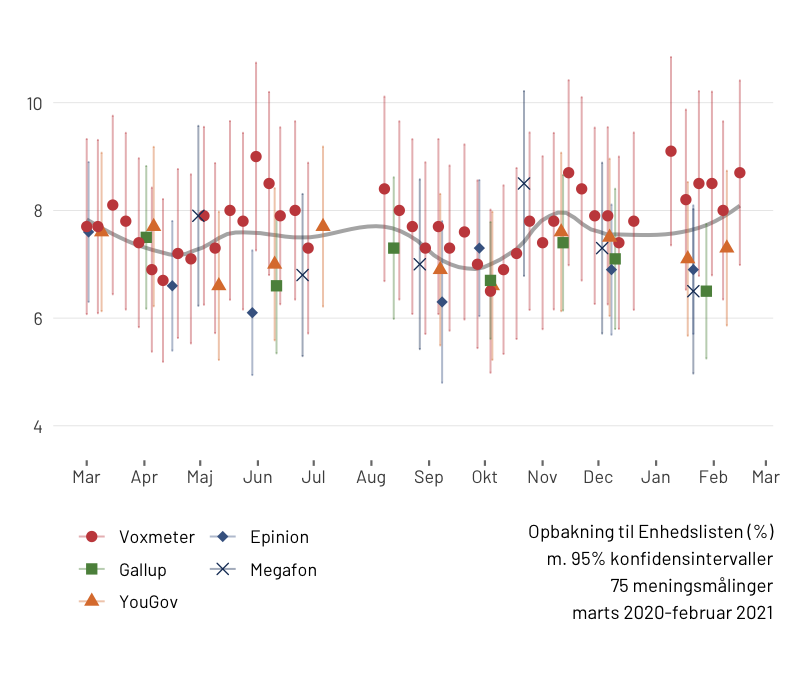 10
8
6
4
Mar Apr Maj Jun Jul Aug Sep Okt Nov Dec Jan Feb Mar
Voxmeter Epinion
Gallup Megafon
YouGov
Opbakning til Enhedslisten (%)
m. 95% konfidensintervaller
75 meningsmålinger
marts 2020-februar 2021